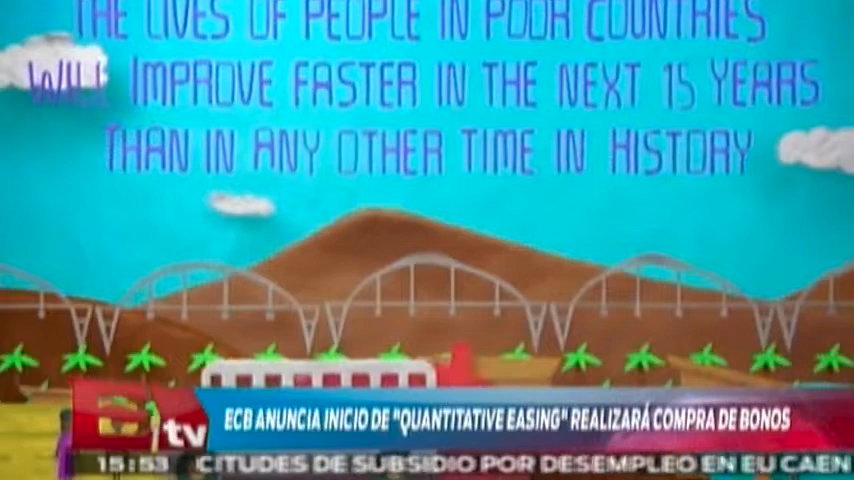 THE LIVES OF PEOPLE IN POOR COUNTRIES
WILL IMPROVE FASTER IN THE NEXT 15 YEARS
THAN IN ANY OTHER TIME IN HISTORY
tv
ECB ANUNCIA INICIO DE "QUANTITATIVE EASING" REALIZARÁ COMPRA DE BONOS
15:53 CITUDES DE SUBSIDIO POR DESEMPLEO EN EU CAEN